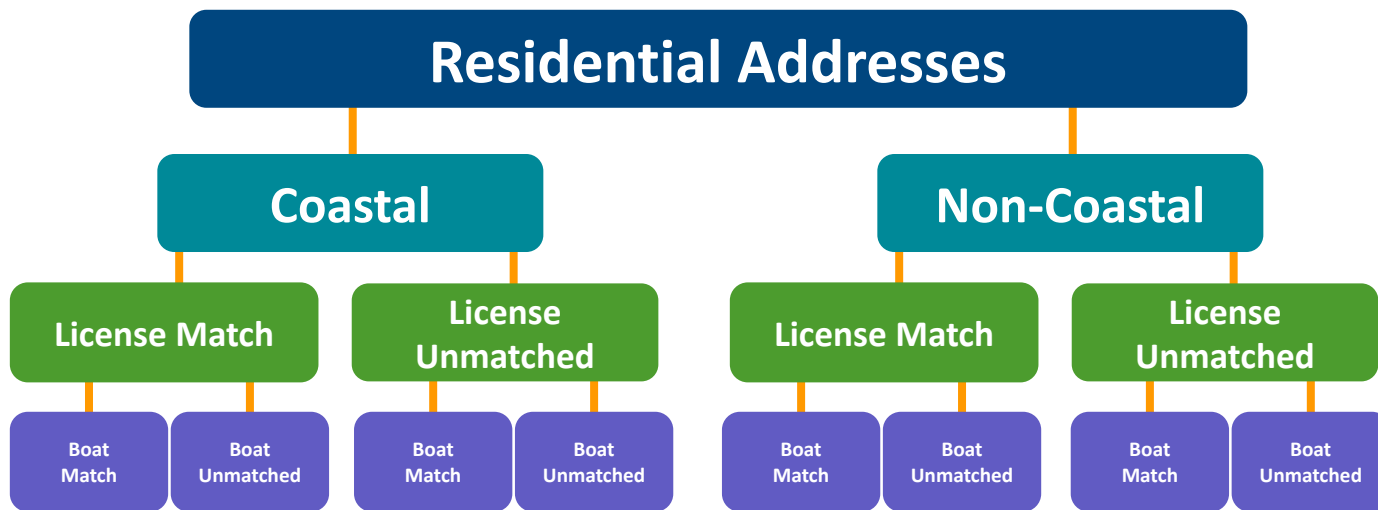 Residential Addresses
Coastal
Non-Coastal
License Match
License
Unmatched
License Match
License
Unmatched
Boat
Match
Boat
Unmatched
Boat
Match
Boat
Unmatched
Boat
Match
Boat
Unmatched
Boat
Match
Boat
Unmatched